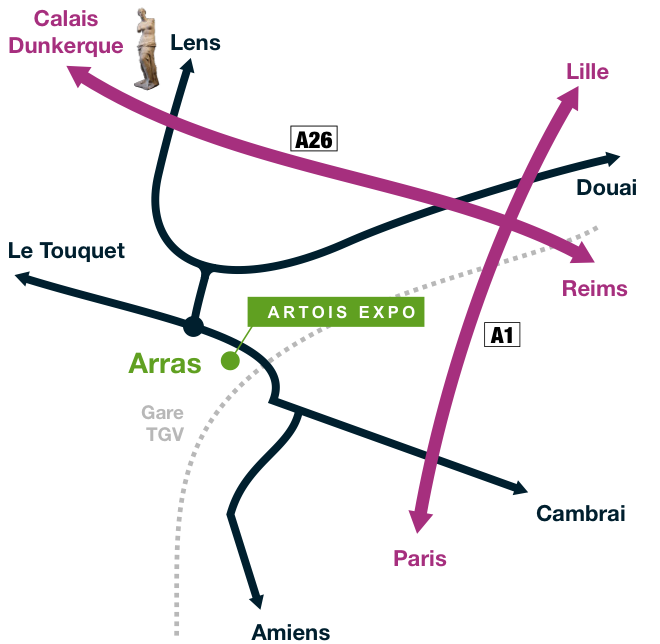 Calais
Dunkerque
Lens
Lille
A26
Douai
Le Touquet
Reims
ARTOIS EXPO
A1
Arras
Gare
TGV
Cambrai
Paris
Amiens